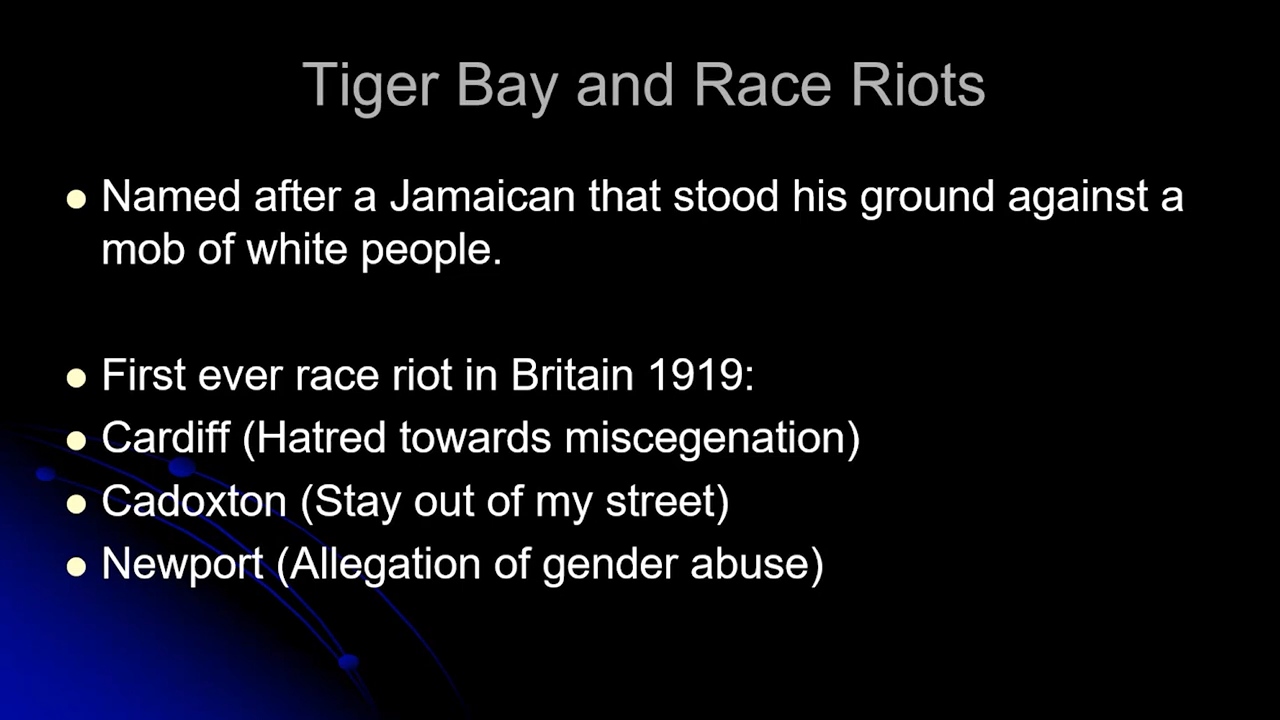 Tiger Bay and Race Riots
• Named after a Jamaican that stood his ground against a
mob of white people.
• First ever race riot in Britain 1919:
• Cardiff (Hatred towards miscegenation)
• Cadoxton (Stay out of my street)
• Newport (Allegation of gender abuse)